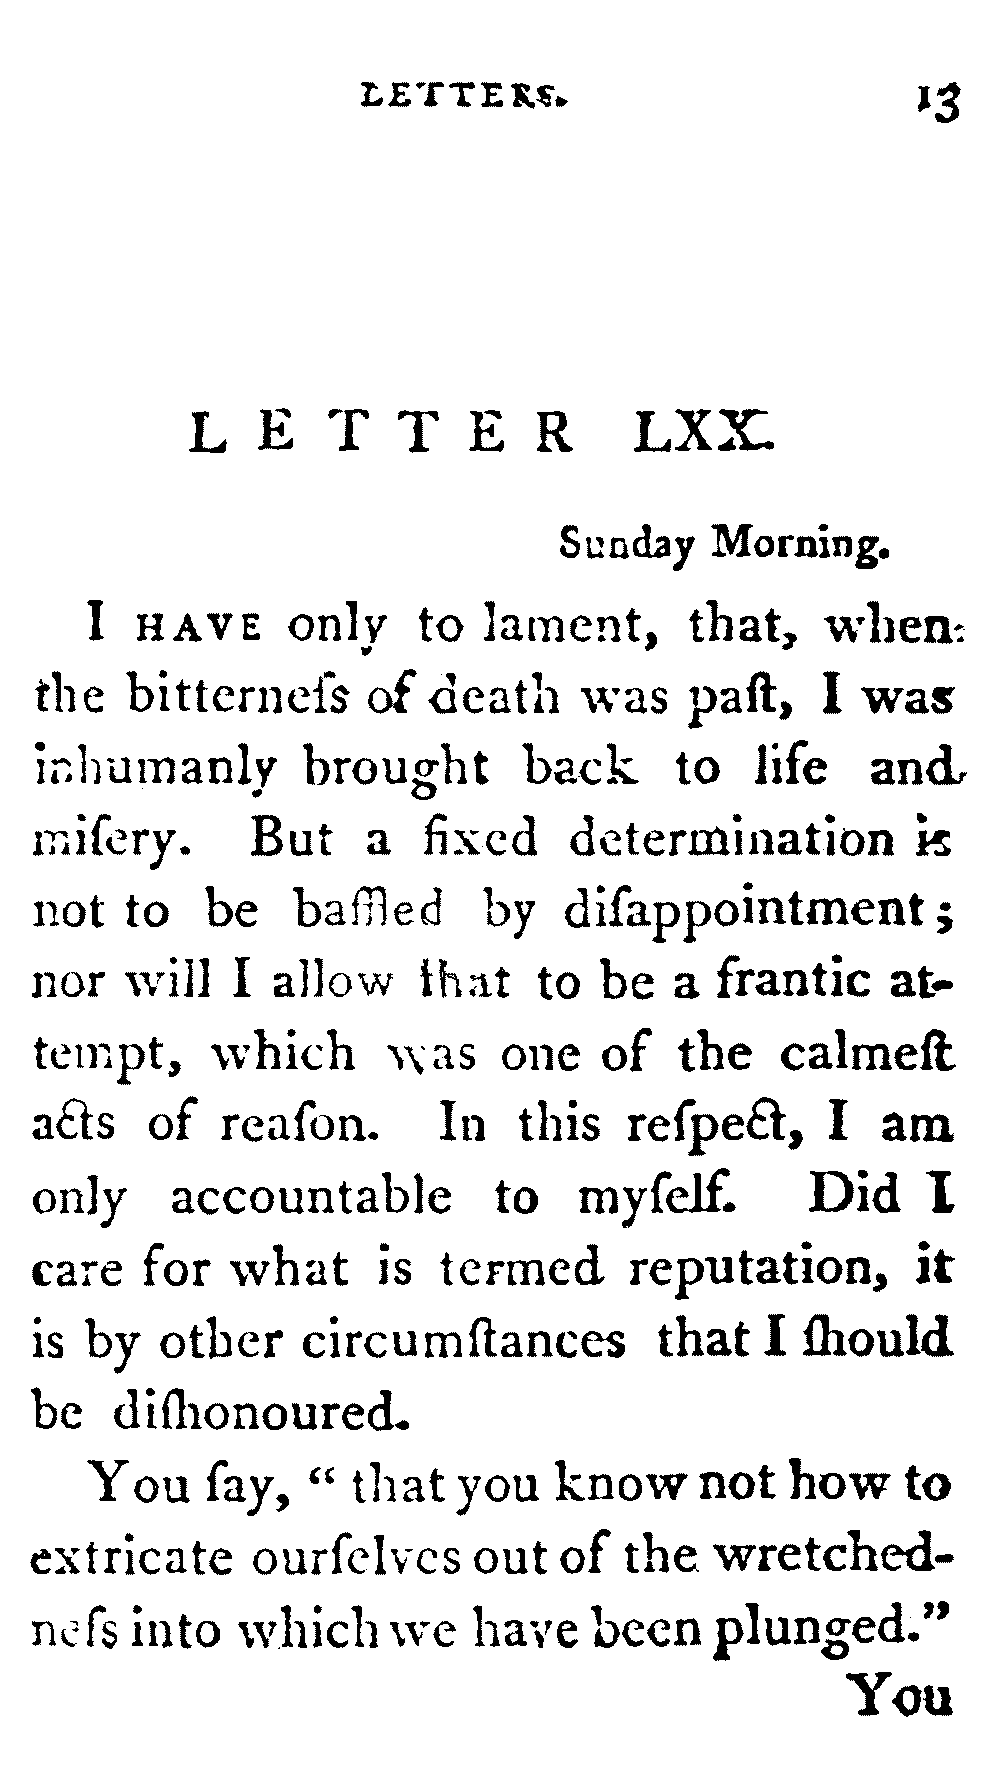 LETTERS. 13
LETTER LXX.
Sunday Morning.
I HAVE only to lament, that, when
the bitterneſs of death was paſt, I was
inhumanly brought back to life and
miſery. But a fixed determination is
not to be baffled by diſappointment;
nor will I allow that to be a frantic at-
tempt, which was one of the calmeſt
acts of reaſon. In this reſpect, I am
only accountable to myſelf. Did I
care for what is termed reputation, it
is by other circumſtances that I ſhould
be diſhonoured.
You ſay, “ that you know not how to
extricate ourſelves out of the wretched-
neſs into which we have been plunged.”
You